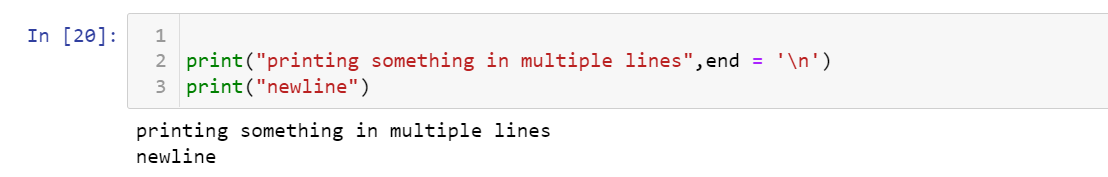 In [20]:
1
2 print("printing something in multiple lines",end = '\n')
3 print("newline")
printing something in multiple lines
newline